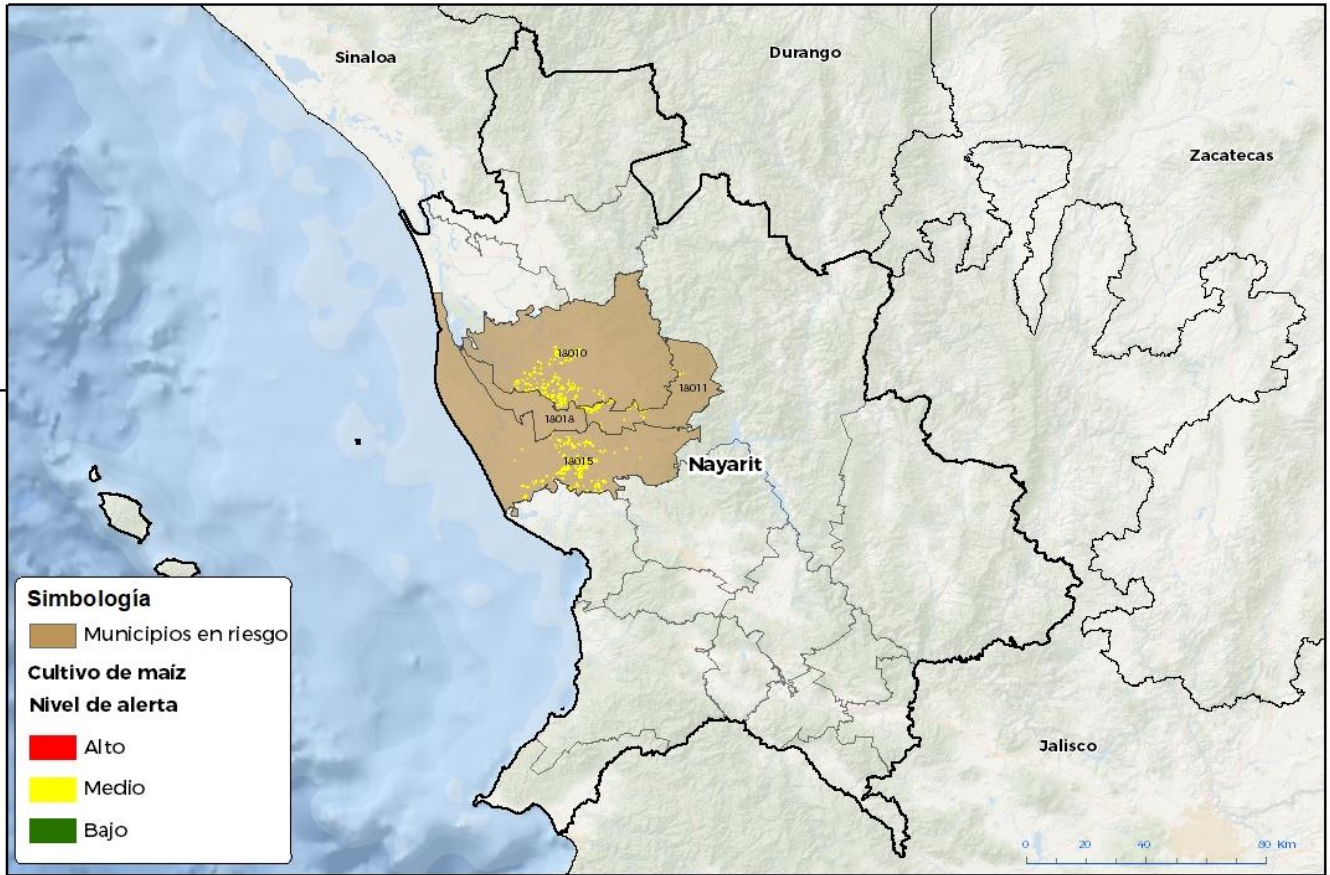 Sinaloa
Durango
Zacatecas
18010
18011
18018
18015
Nayarit
Jalisco
Simbología
Municipios en riesgo
Cultivo de maíz
Nivel de alerta
Alto
Medio
Bajo
0 20 40 80 Km